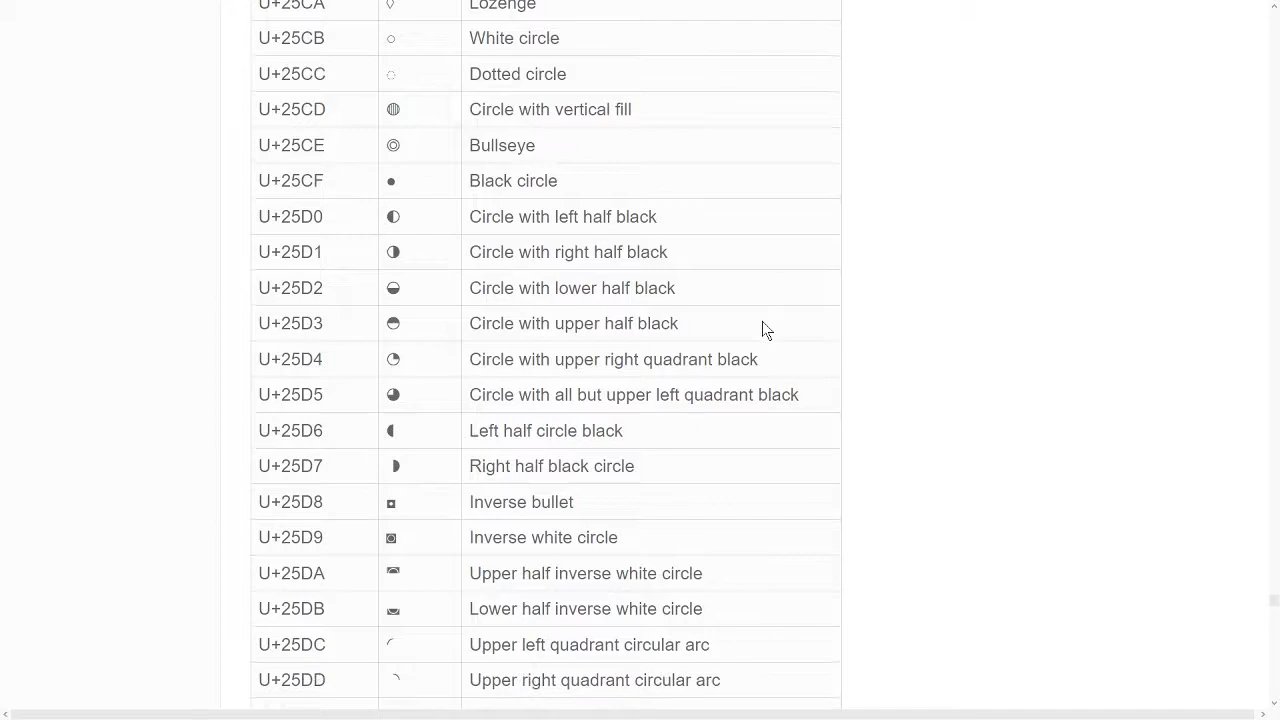 U+25CA ◊ Lozenge
U+25CB ○ White circle
U+25CC ◌ Dotted circle
U+25CD ◍ Circle with vertical fill
U+25CE ◎ Bullseye
U+25CF ● Black circle
U+25D0 ◐ Circle with left half black
U+25D1 ◑ Circle with right half black
U+25D2 ◒ Circle with lower half black
U+25D3 ◓ Circle with upper half black
U+25D4 ◔ Circle with upper right quadrant black
U+25D5 ◕ Circle with all but upper left quadrant black
U+25D6 ◖ Left half circle black
U+25D7 ◗ Right half black circle
U+25D8 ◘ Inverse bullet
U+25D9 ◙ Inverse white circle
U+25DA ◚ Upper half inverse white circle
U+25DB ◛ Lower half inverse white circle
U+25DC ◜ Upper left quadrant circular arc
U+25DD ◝ Upper right quadrant circular arc